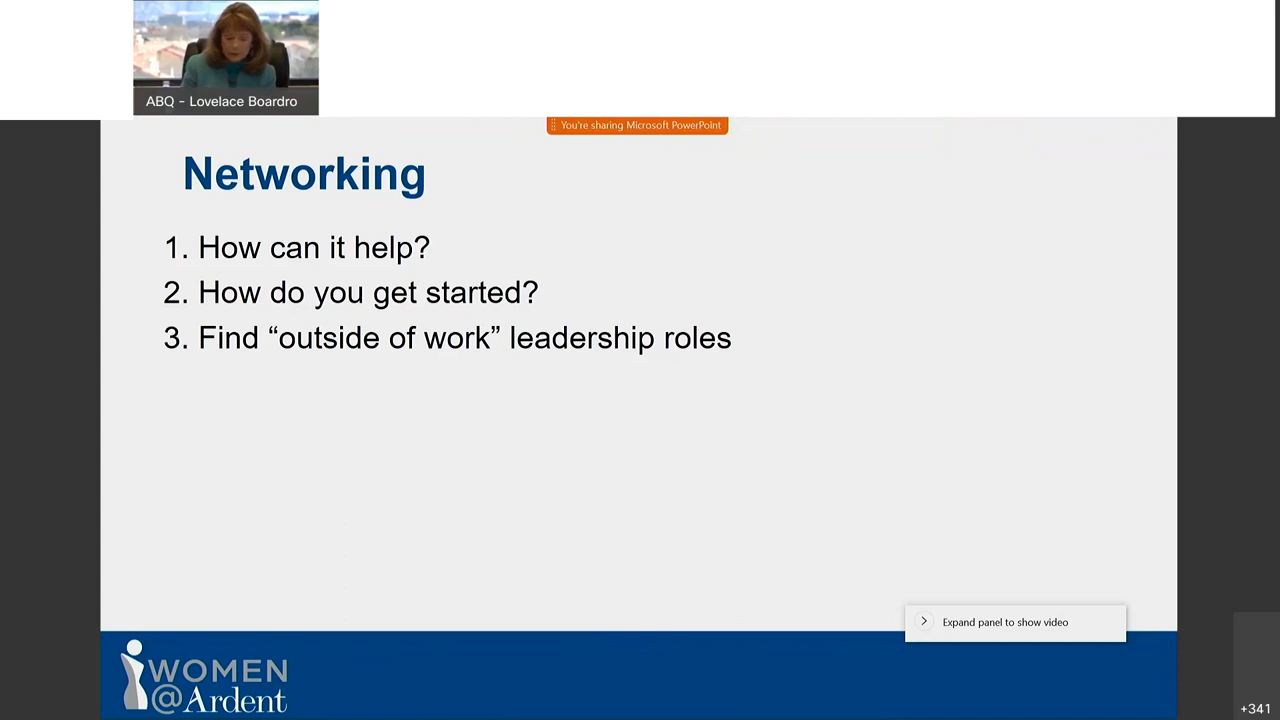 ABQ - Lovelace Boardro
You're sharing Microsoft PowerPoint
Networking
1. How can it help?
2. How do you get started?
3. Find “outside of work” leadership roles
Expand panel to show video
WOMEN
@Ardent
+341